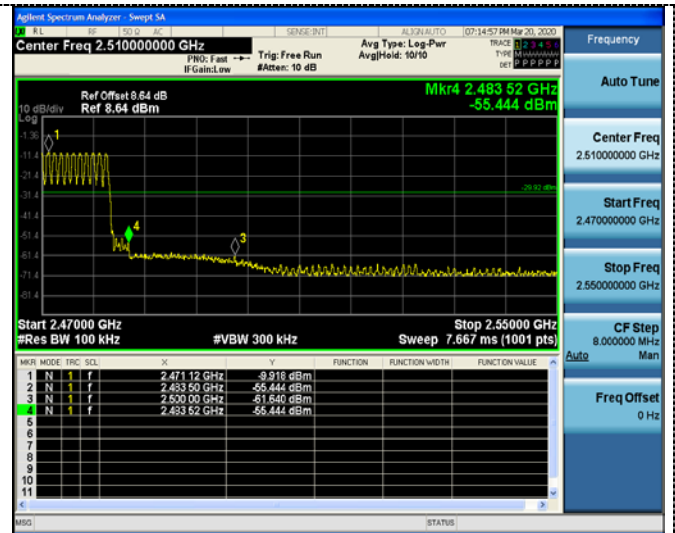 Agilent Spectrum Analyzer - Swept SA
RL RF 50 Ω AC SENSE:INT ALIGNAUTO 07:14:57 PM Mar 20, 2020
Center Freq 2.510000000 GHz
PNO: Fast
IFGain:Low
Trig: Free Run
#Atten: 10 dB
Avg Type: Log-Pwr
Avg|Hold: 10/10
TRACE 1 2 3 4 5 6
TYPE
DET P P P P P P
Frequency
Auto Tune
Mkr4 2.483 52 GHz
-55.444 dBm
Ref Offset 8.64 dB
10 dB/div Ref 8.64 dBm
Log
-1.36
-11.4
-21.4
-31.4
-41.4
-51.4
-61.4
-71.4
-81.4
1
4
3
-29.92 dBm
Center Freq
2.510000000 GHz
Start Freq
2.470000000 GHz
Stop Freq
2.550000000 GHz
Start 2.47000 GHz Stop 2.55000 GHz
#Res BW 100 kHz #VBW 300 kHz Sweep 7.667 ms (1001 pts)
CF Step
8.000000 MHz
Auto Man
Freq Offset
0 Hz
MKR MODE TRC SCL X Y FUNCTION FUNCTION WIDTH FUNCTION VALUE
1 N 1 f 2.471 12 GHz -9.918 dBm
2 N 1 f 2.483 50 GHz -55.444 dBm
3 N 1 f 2.500 00 GHz -61.640 dBm
4 N 1 f 2.483 52 GHz -55.444 dBm
5
6
7
8
9
10
11
MSG STATUS